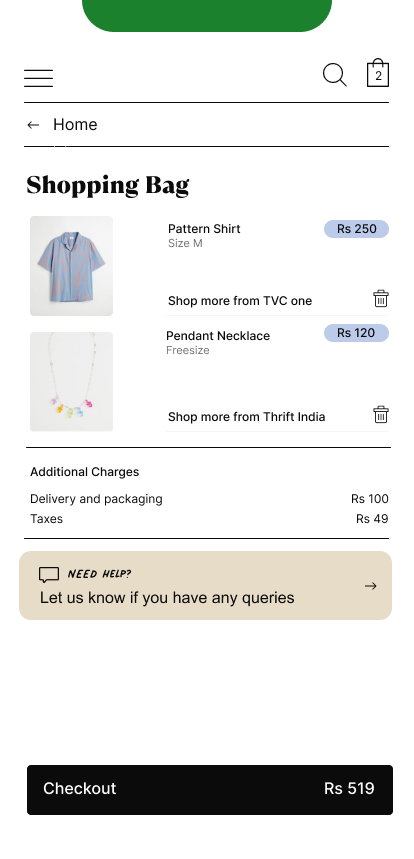 2
← Home
Shopping Bag
Pattern Shirt Rs 250
Size M
Shop more from TVC one
Pendant Necklace Rs 120
Freesize
Shop more from Thrift India
Additional Charges
Delivery and packaging Rs 100
Taxes Rs 49
NEED HELP?
Let us know if you have any queries →
Checkout Rs 519